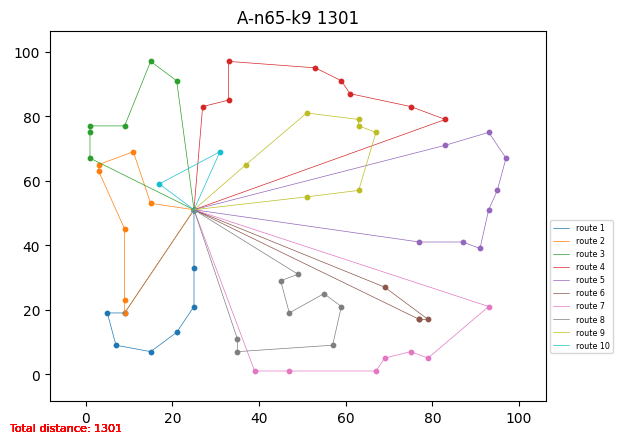 A-n65-k9 1301
100
80
60
40
20
0
0 20 40 60 80 100
route 1
route 2
route 3
route 4
route 5
route 6
route 7
route 8
route 9
route 10
Total distance: 1301